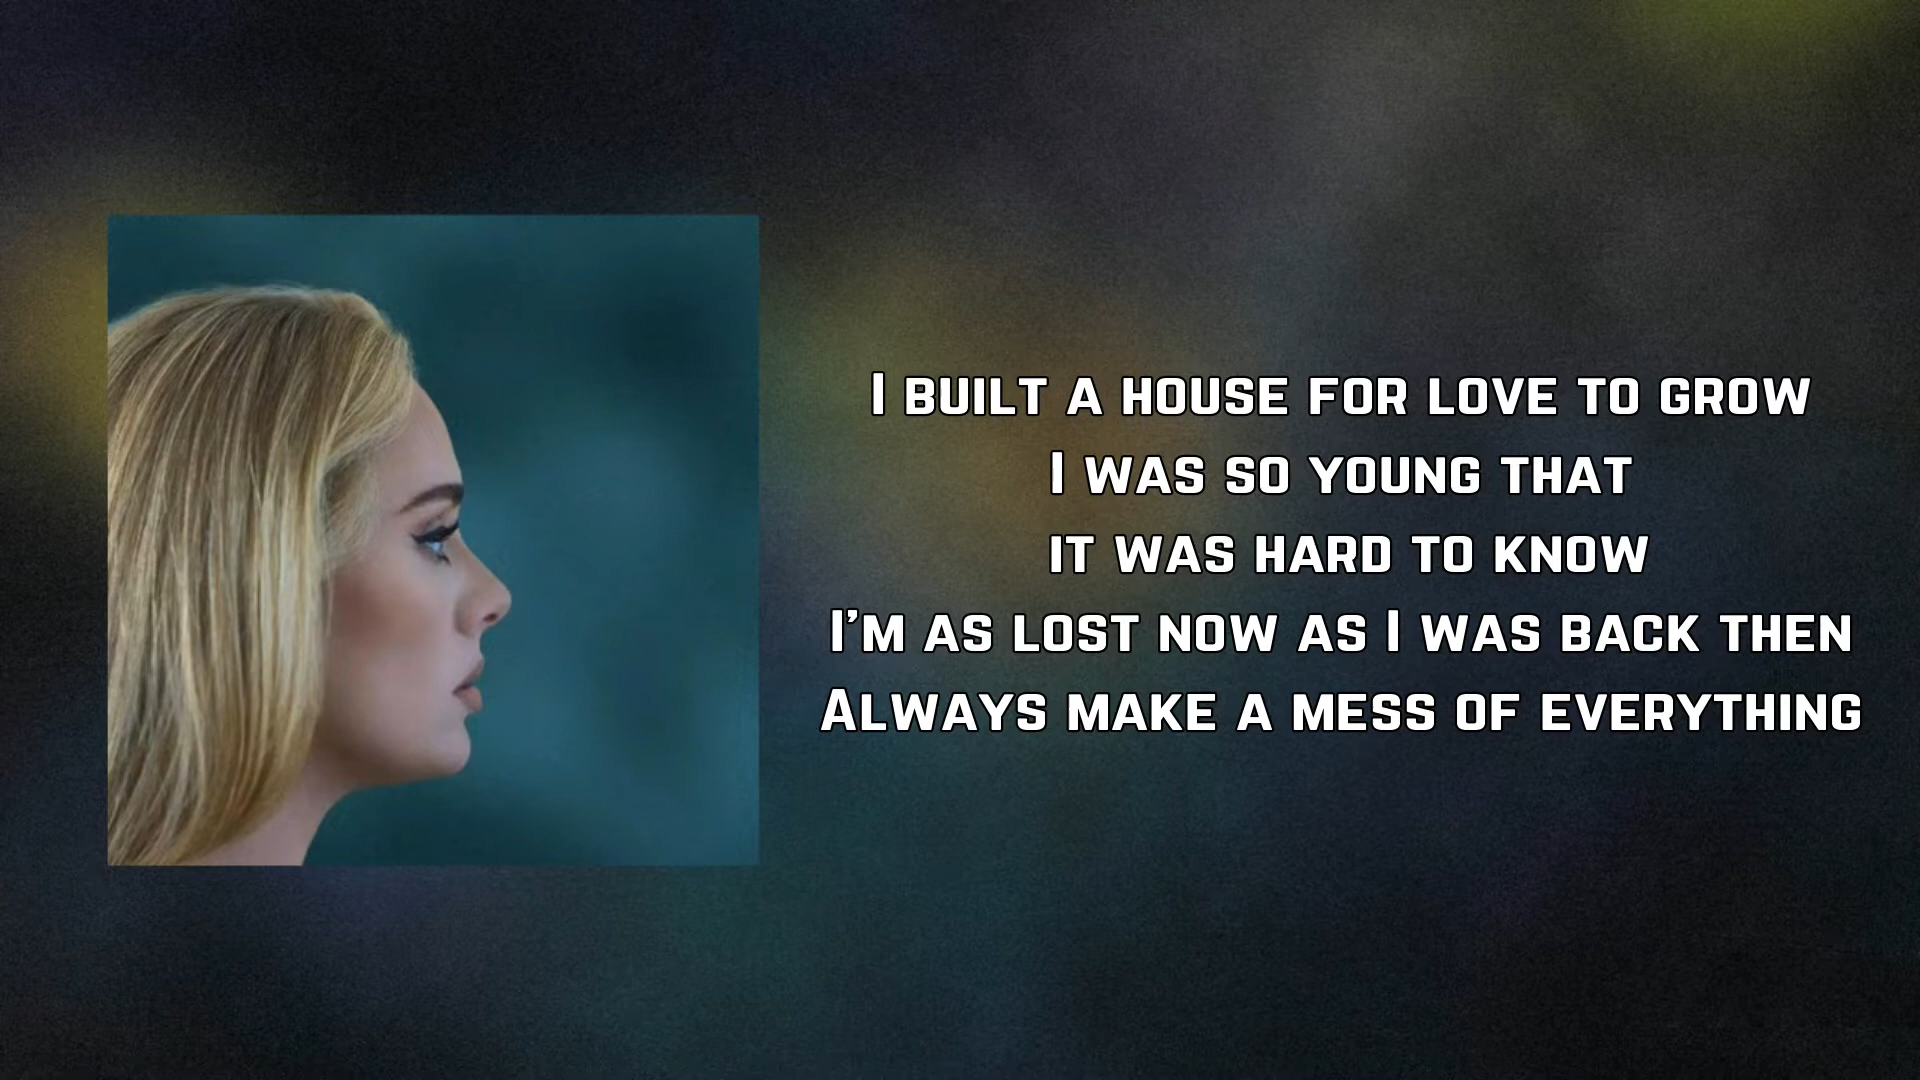 I BUILT A HOUSE FOR LOVE TO GROW
I WAS SO YOUNG THAT
IT WAS HARD TO KNOW
I'M AS LOST NOW AS I WAS BACK THEN
ALWAYS MAKE A MESS OF EVERYTHING